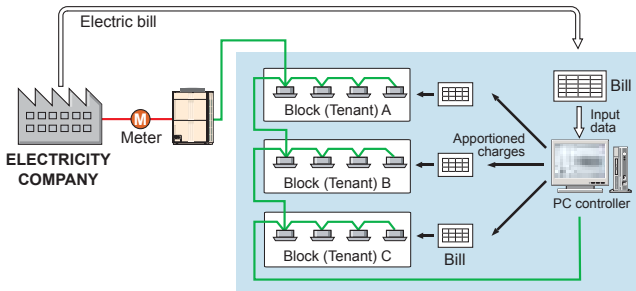 Electric bill
M
Meter
ELECTRICITY
COMPANY
Block (Tenant) A
Block (Tenant) B
Block (Tenant) C
Apportioned
charges
Bill
Bill
Input
data
PC controller